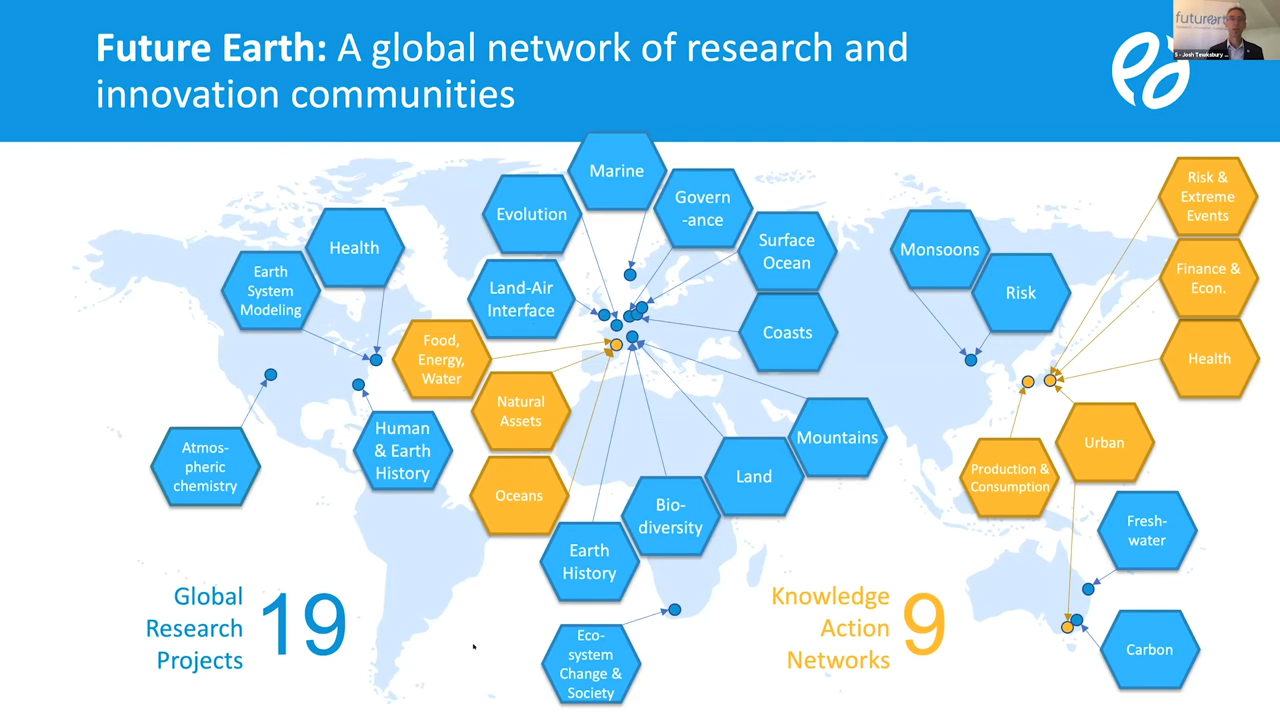 Future Earth: A global network of research and
innovation communities
futurearth
S - Josh Tewksbury ...
Marine
Evolution
Govern
-ance
Surface
Ocean
Land-Air
Interface
Coasts
Health
Earth
System
Modeling
Food,
Energy,
Water
Natural
Assets
Oceans
Human
& Earth
History
Atmos-
pheric
chemistry
Mountains
Land
Bio-
diversity
Earth
History
Eco-
system
Change &
Society
Monsoons
Risk
Risk &
Extreme
Events
Finance &
Econ.
Health
Urban
Production &
Consumption
Fresh-
water
Carbon
Global
Research
Projects
19
Knowledge
Action
Networks
9